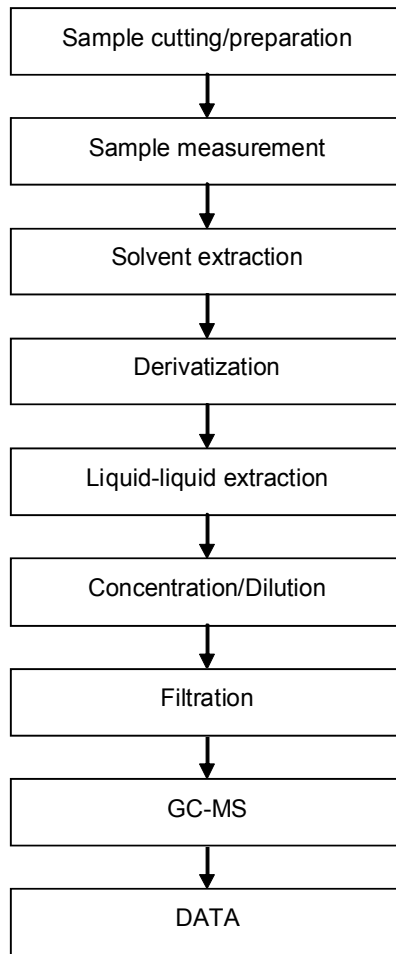 Sample cutting/preparation
Sample measurement
Solvent extraction
Derivatization
Liquid-liquid extraction
Concentration/Dilution
Filtration
GC-MS
DATA